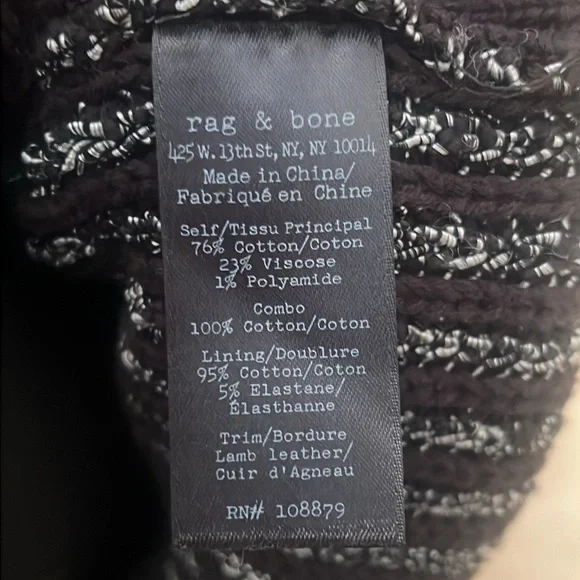 rag & bone
425 W. 13th St, NY, NY 10014
Made in China/
Fabriqué en Chine
Self/Tissu Principal
76% Cotton/Coton
23% Viscose
1% Polyamide
Combo
100% Cotton/Coton
Lining/Doublure
95% Cotton/Coton
5% Elastane/
Élasthanne
Trim/Bordure
Lamb leather/
Cuir d'Agneau
RN# 108879